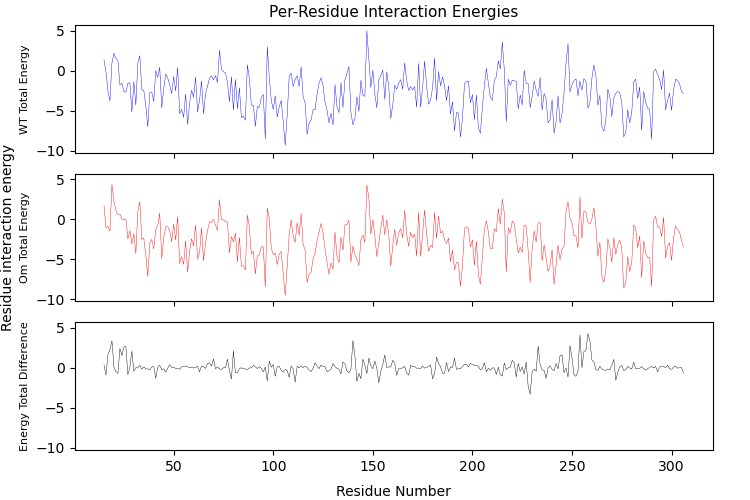 Per-Residue Interaction Energies
Residue interaction energy
WT Total Energy
5
0
−5
−10
Om Total Energy
5
0
−5
−10
Energy Total Difference
5
0
−5
−10
50 100 150 200 250 300
Residue Number